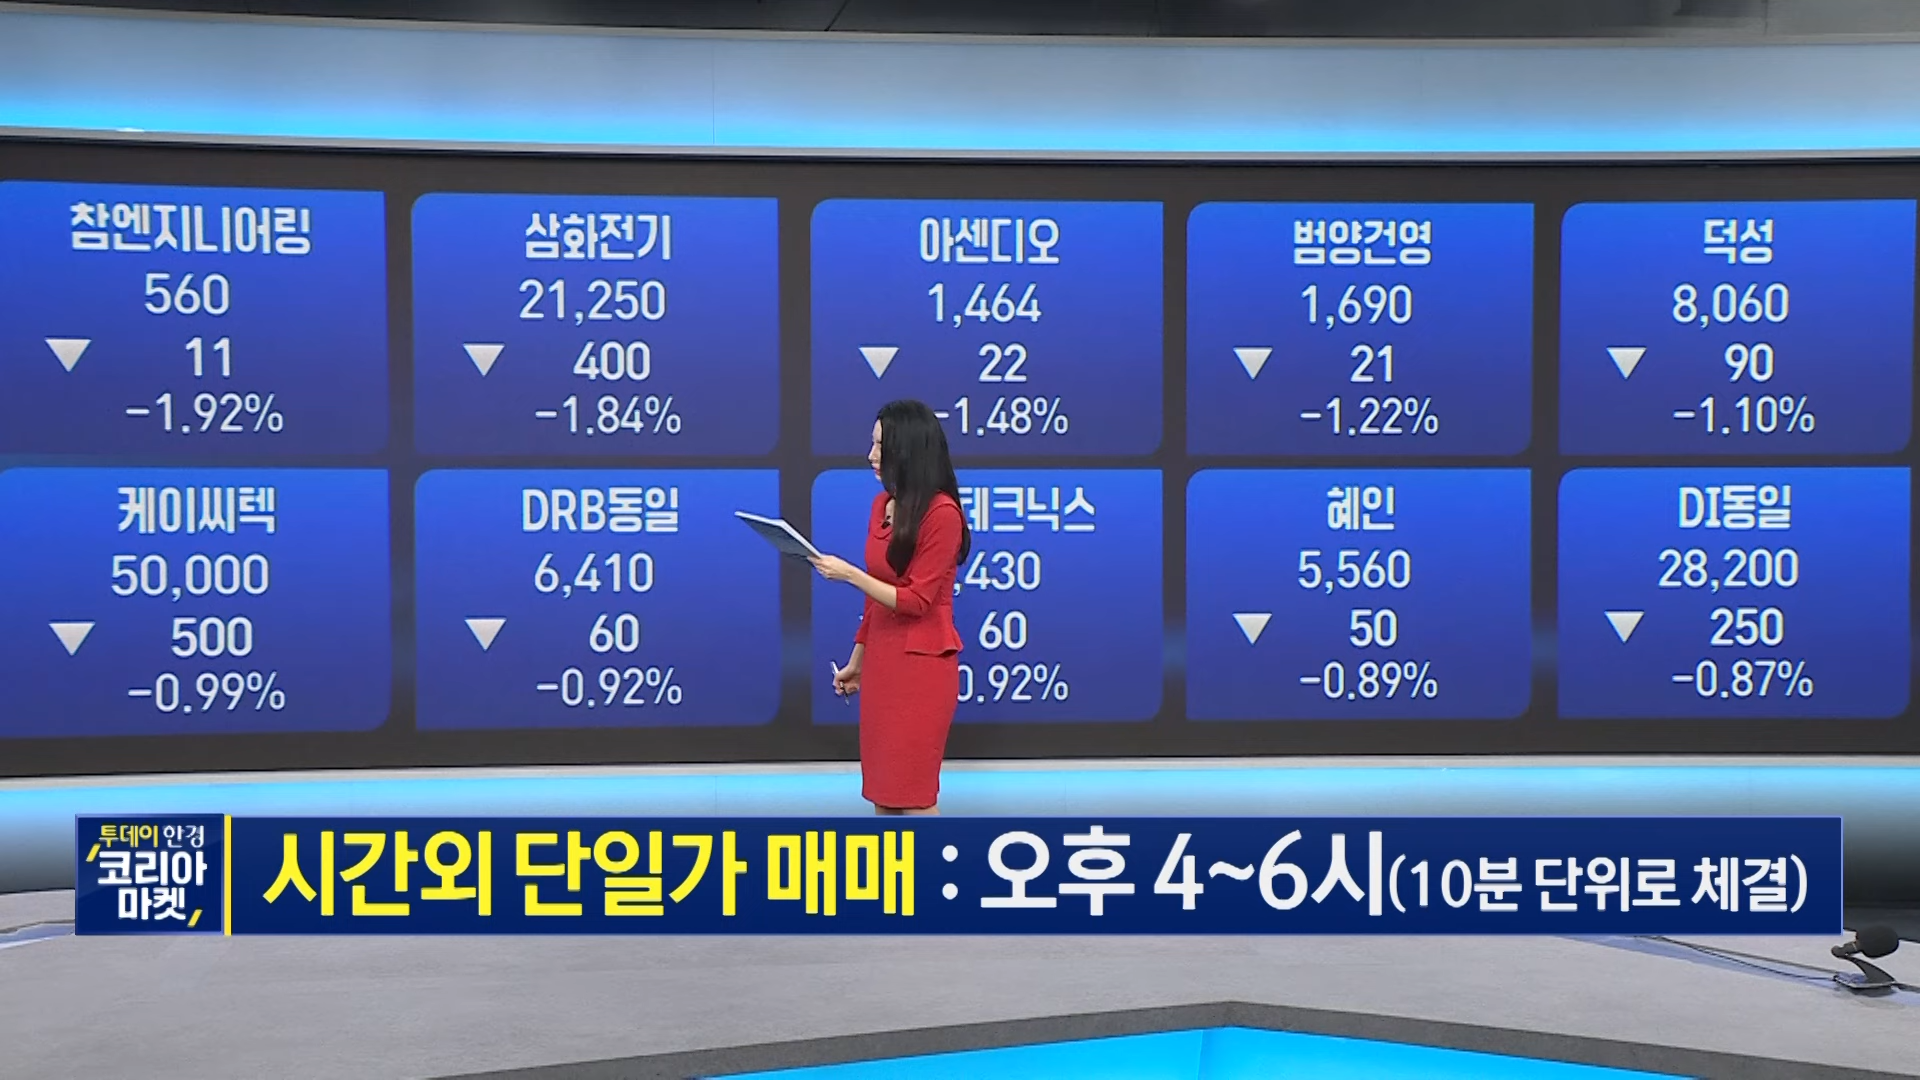 참엔지니어링
560
▼ 11
-1.92%
삼화전기
21,250
▼ 400
-1.84%
아센디오
1,464
▼ 22
-1.48%
범양건영
1,690
▼ 21
-1.22%
덕성
8,060
▼ 90
-1.10%
케이씨텍
50,000
▼ 500
-0.99%
DRB동일
6,410
▼ 60
-0.92%
테크닉스
,430
60
0.92%
혜인
5,560
▼ 50
-0.89%
DI동일
28,200
▼ 250
-0.87%
투데이 한경
코리아
마켓
시간외 단일가 매매 : 오후 4~6시(10분 단위로 체결)